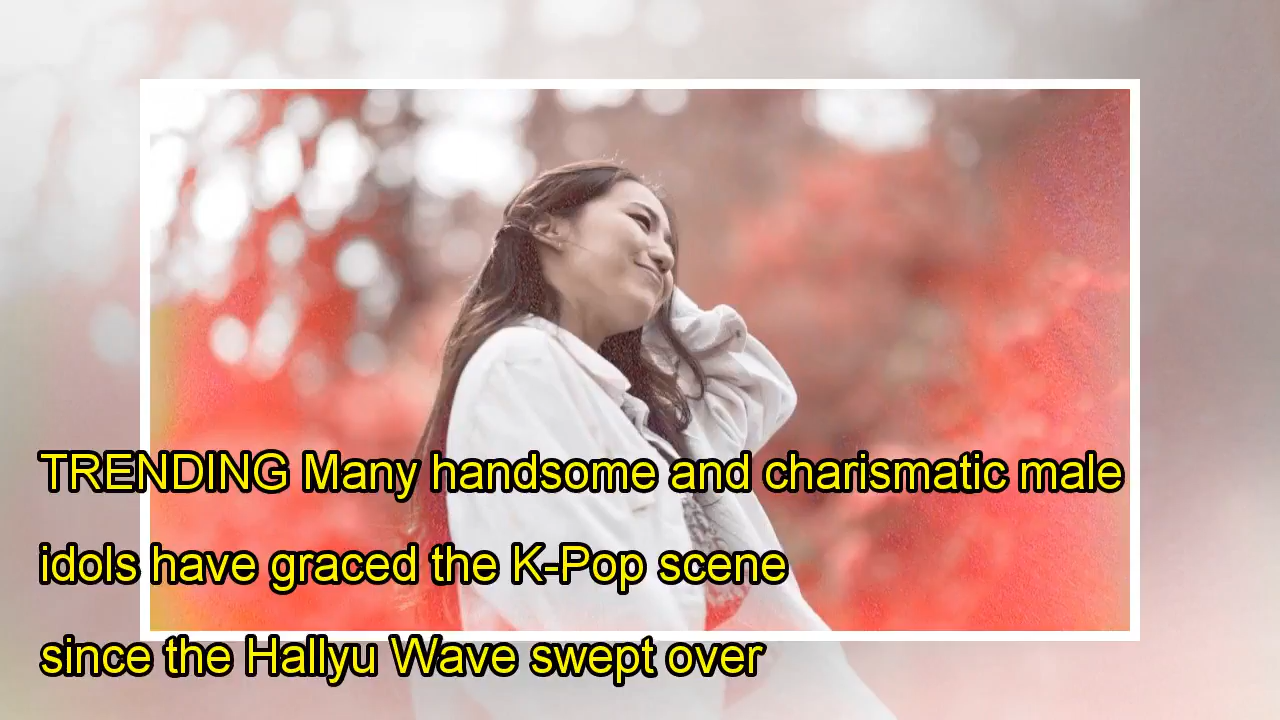 TRENDING Many handsome and charismatic male
idols have graced the K-Pop scene
since the Hallyu Wave swept over